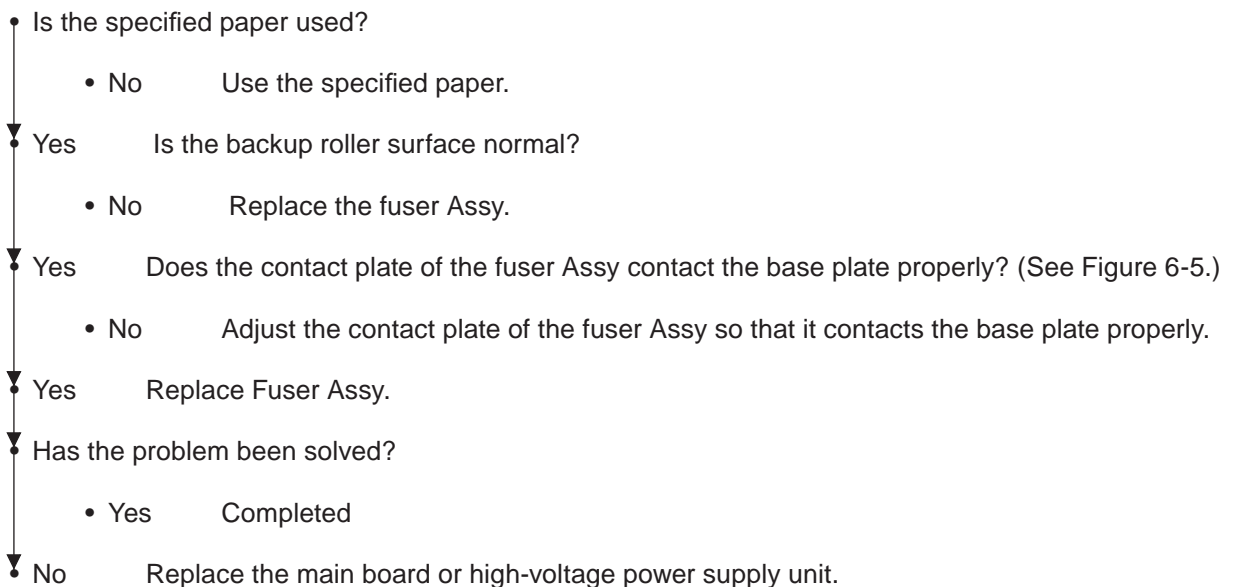 • Is the specified paper used?
• No Use the specified paper.
• Yes Is the backup roller surface normal?
• No Replace the fuser Assy.
• Yes Does the contact plate of the fuser Assy contact the base plate properly? (See Figure 6-5.)
• No Adjust the contact plate of the fuser Assy so that it contacts the base plate properly.
• Yes Replace Fuser Assy.
• Has the problem been solved?
• Yes Completed
• No Replace the main board or high-voltage power supply unit.